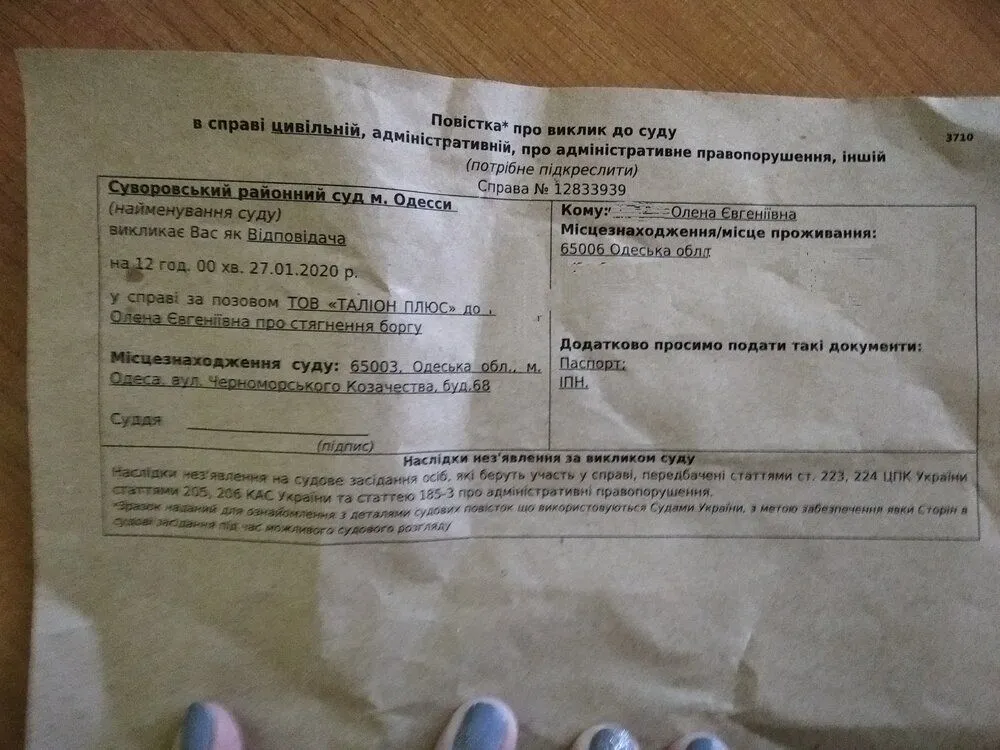 Повістка* про виклик до суду
в справі цивільній, адміністративній, про адміністративне правопорушення, іншій
3710
(потрібне підкреслити)
Справа № 12833939
Суворовський районний суд м. Одесси
(найменування суду)
викликає Вас як Відповідача
на 12 год. 00 хв. 27.01.2020 р.
у справі за позовом ТОВ «ТАЛІОН ПЛЮС» до
Олена Євгеніївна про стягнення боргу
Місцезнаходження суду: 65003, Одеська обл., м.
Одеса, вул. Черноморського Козачества, буд.68
Суддя
(підпис)
Кому: Олена Євгеніївна
Місцезнаходження/місце проживання:
65006 Одеська обл
Додатково просимо подати такі документи:
Паспорт;
ІПН.
Наслідки нез'явлення за викликом суду
Наслідки нез'явлення на судове засідання осіб, які беруть участь у справі, передбачені статтями ст. 223, 224 ЦПК України
статтями 205, 206 КАС України та статтею 185-3 про адміністративні правопорушення.
*Зразок наданий для ознайомлення з деталями судових повісток що використовуються Судами України, з метою забезпечення явки Сторін в
судові засідання під час можливого судового розгляду